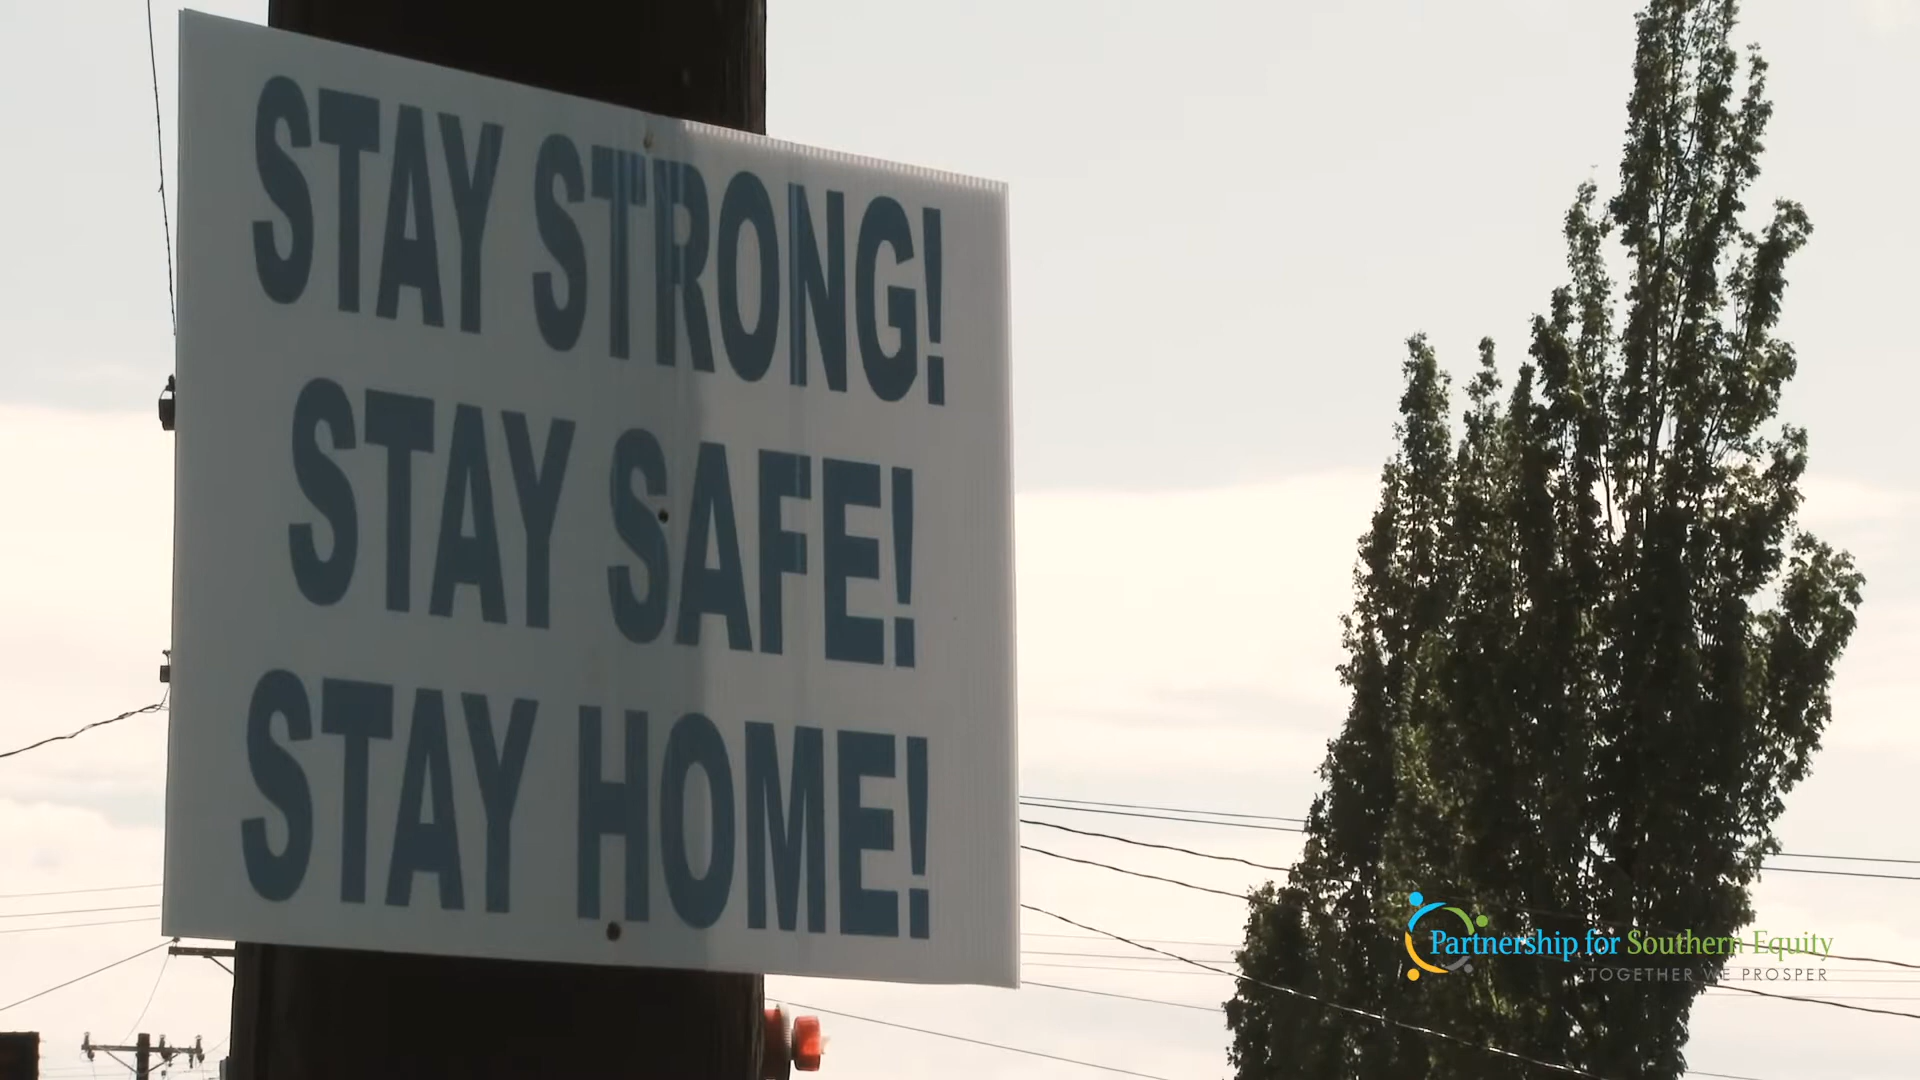 STAY STRONG!
STAY SAFE!
STAY HOME!
Partnership for Southern Equity
TOGETHER WE PROSPER